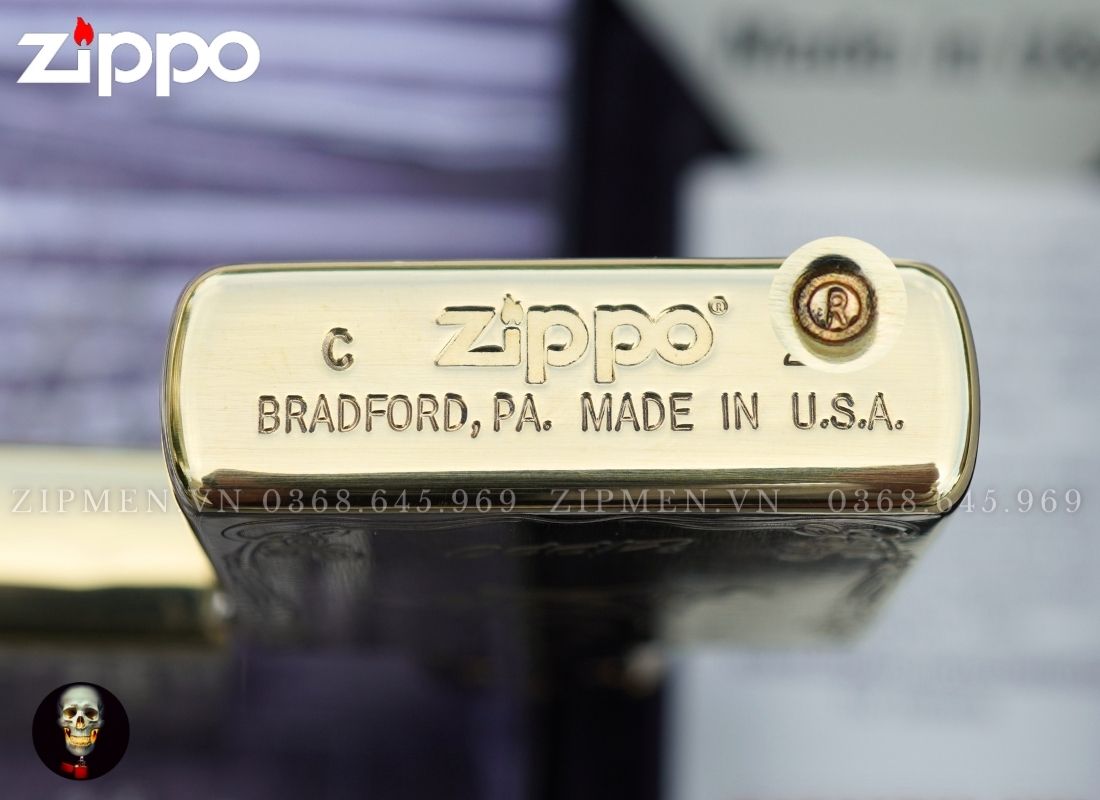 zippo
C zippo®
BRADFORD, PA. MADE IN U.S.A.
R
ZIPMEN.VN 0368.645.969 ZIPMEN.VN 0368.645.969